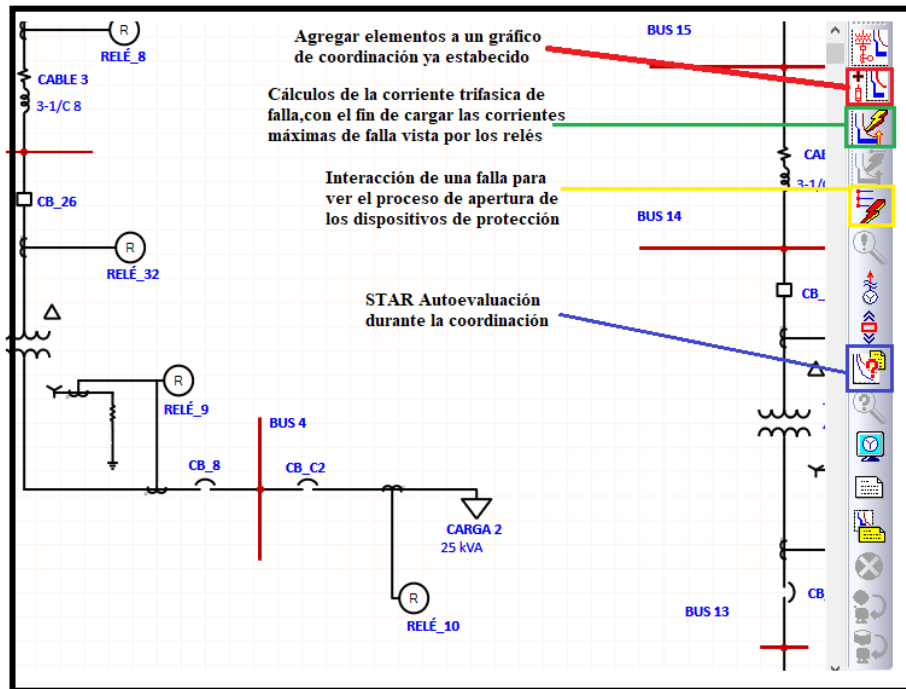 R
RELÉ_8
BUS 15
Agregar elementos a un gráfico
de coordinación ya estabecido
CABLE 3
3-1/C 8
Cálculos de la corriente trifasica de
falla,con el fin de cargar las corrientes
máximas de falla vista por los relés
CAB
3-1/C
Interacción de una falla para
ver el proceso de apertura de
los dispositivos de protección
CB_26
BUS 14
R
RELÉ_32
STAR Autoevaluación
durante la coordinación
CB_
R
RELÉ_9
BUS 4
CB_8
CB_C2
CARGA 2
25 kVA
R
RELÉ_10
BUS 13
CB_